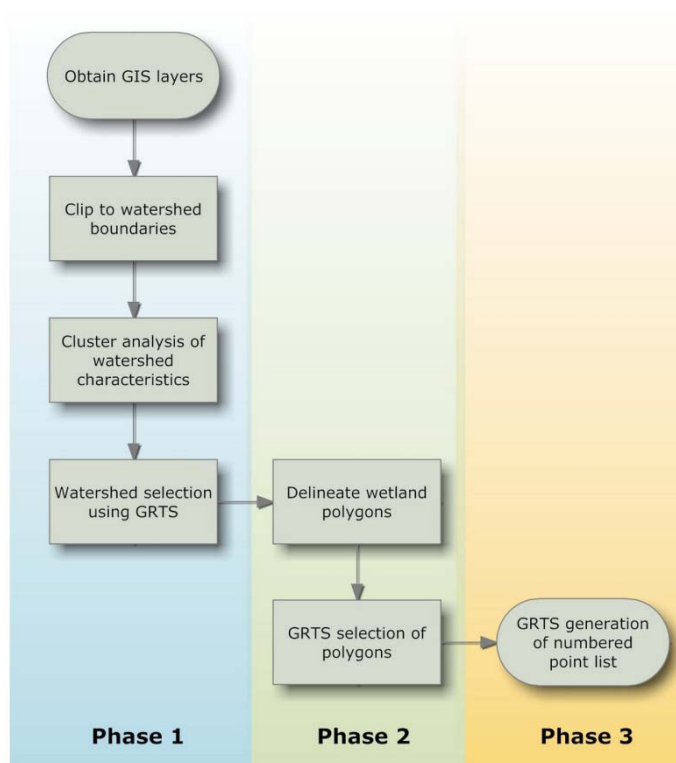 Obtain GIS layers
Clip to watershed
boundaries
Cluster analysis of
watershed
characteristics
Watershed selection
using GRTS
Delineate wetland
polygons
GRTS selection of
polygons
GRTS generation
of numbered
point list
Phase 1
Phase 2
Phase 3